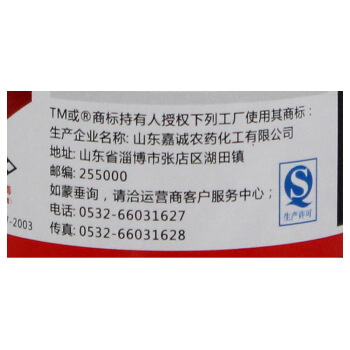 TM或®商标持有人授权下列工厂使用其商标:
生产企业名称: 山东嘉诚农药化工有限公司
地址: 山东省淄博市张店区湖田镇
邮编: 255000
如蒙垂询, 请洽运营商客户服务中心;
电话: 0532-66031627
传真: 0532-66031628
生产许可
-2003